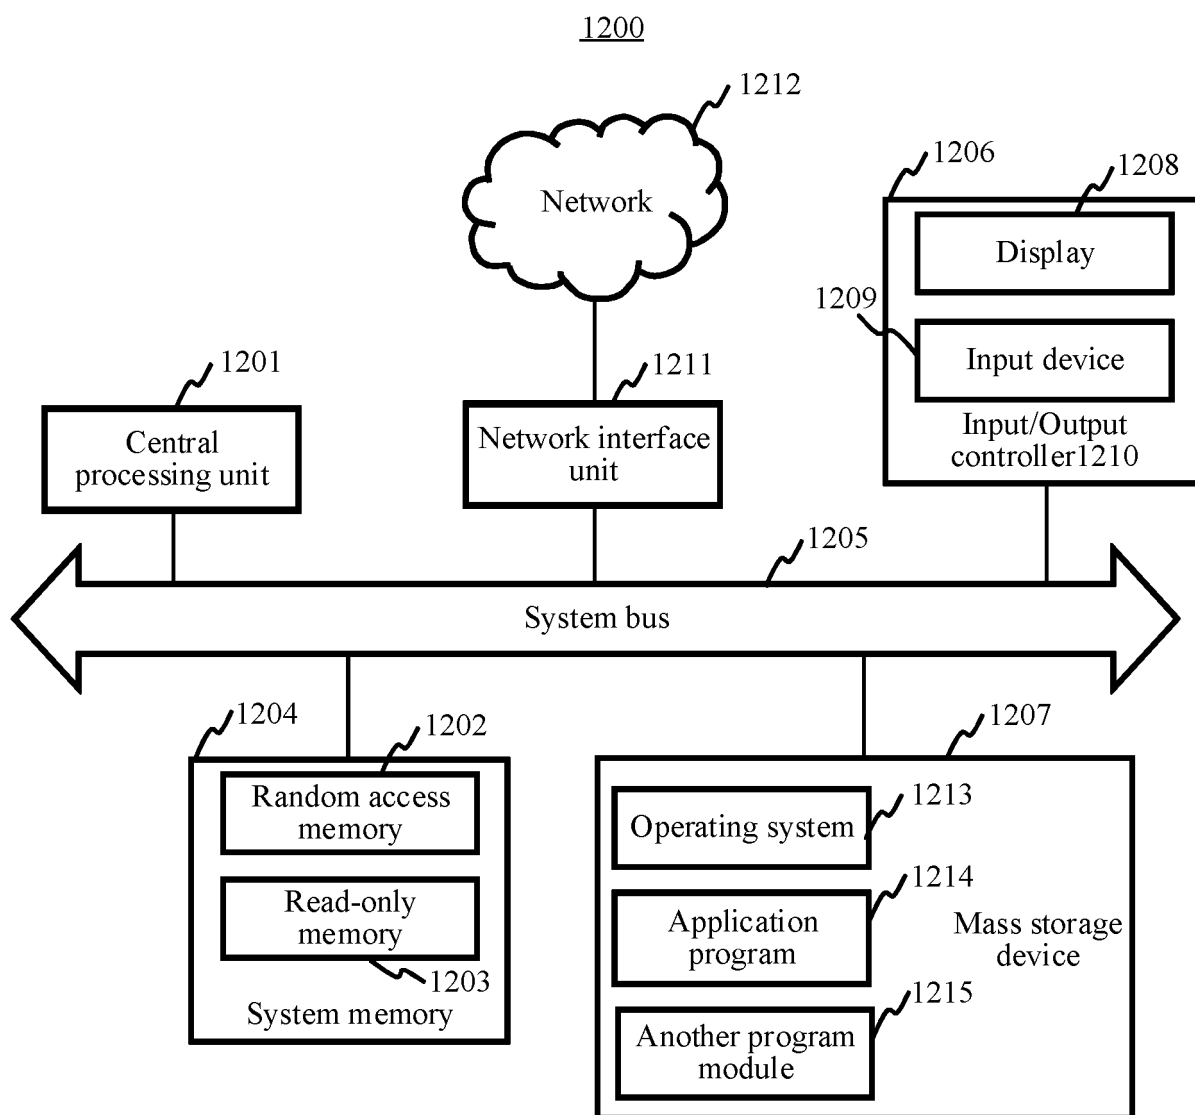 1200
1212
Network
1206
1208
Display
1209
Input device
Input/Output
controller1210
1201
Central
processing unit
1211
Network interface
unit
1205
System bus
1204
1202
Random access
memory
Read-only
memory
1203
System memory
1207
1213
Operating system
1214
Application
program
Mass storage
device
1215
Another program
module